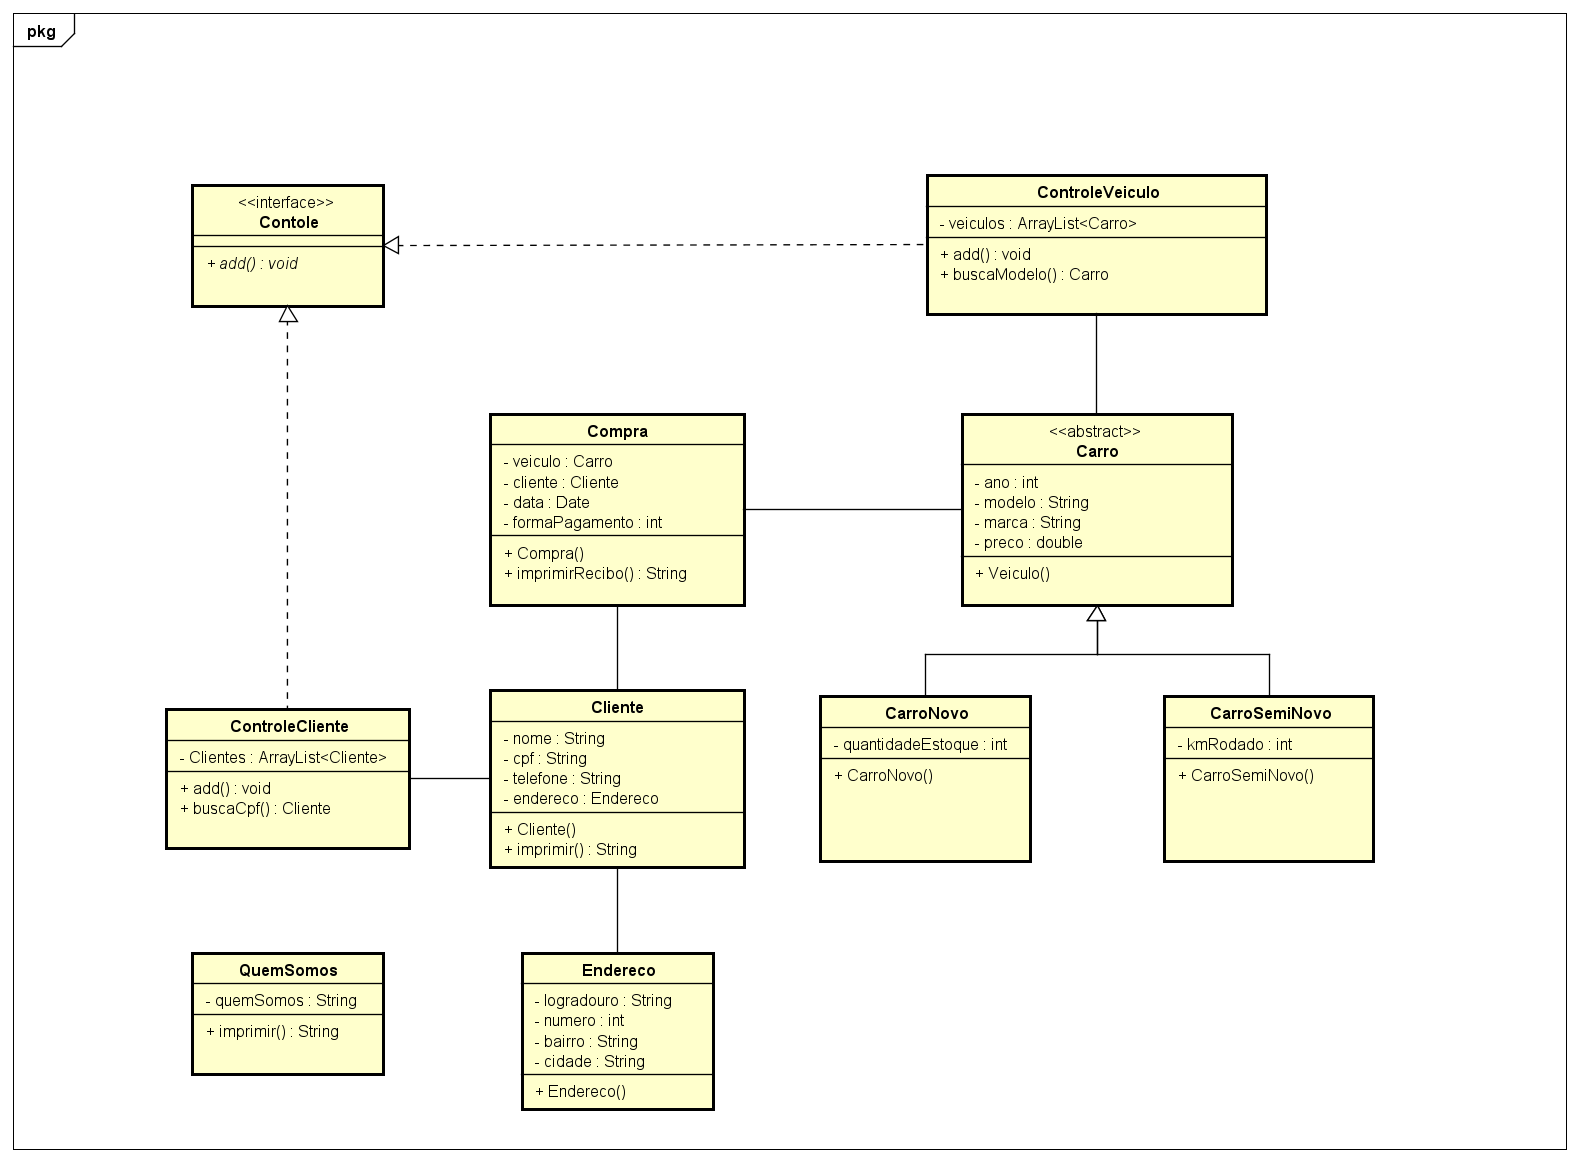 pkg
<<interface>>
Contole
+ add() : void
ControleVeiculo
- veiculos : ArrayList<Carro>
+ add() : void
+ buscaModelo() : Carro
Compra
- veiculo : Carro
- cliente : Cliente
- data : Date
- formaPagamento : int
+ Compra()
+ imprimirRecibo() : String
<<abstract>>
Carro
- ano : int
- modelo : String
- marca : String
- preco : double
+ Veiculo()
ControleCliente
- Clientes : ArrayList<Cliente>
+ add() : void
+ buscaCpf() : Cliente
Cliente
- nome : String
- cpf : String
- telefone : String
- endereco : Endereco
+ Cliente()
+ imprimir() : String
CarroNovo
- quantidadeEstoque : int
+ CarroNovo()
CarroSemiNovo
- kmRodado : int
+ CarroSemiNovo()
QuemSomos
- quemSomos : String
+ imprimir() : String
Endereco
- logradouro : String
- numero : int
- bairro : String
- cidade : String
+ Endereco()